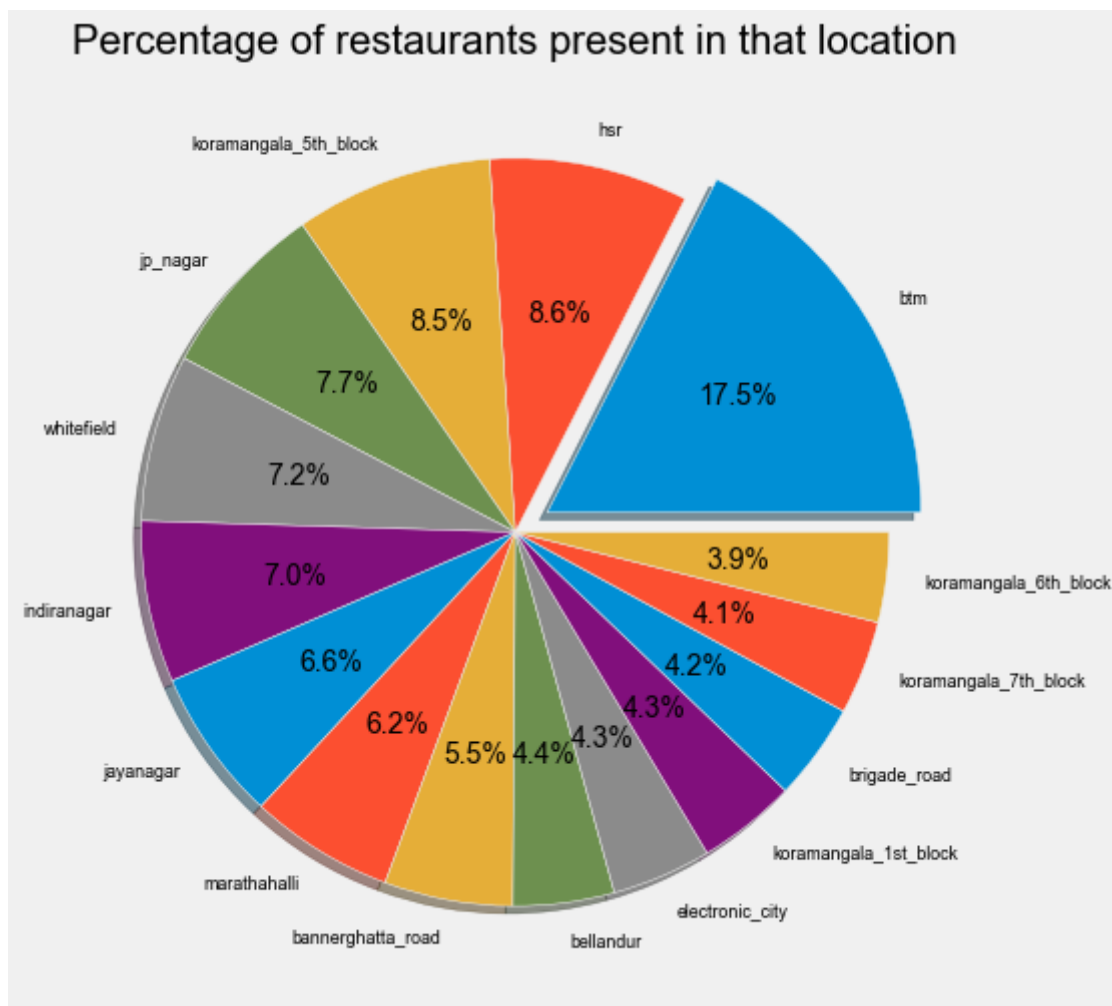 Percentage of restaurants present in that location
hsr
koramangala_5th_block
jp_nagar
btm
8.6%
8.5%
7.7%
17.5%
whitefield
7.2%
3.9%
7.0%
koramangala_6th_block
indiranagar
4.1%
6.6%
4.2%
koramangala_7th_block
4.3%
6.2%
4.3%
5.5%
4.4%
jayanagar
brigade_road
koramangala_1st_block
marathahalli
electronic_city
bannerghatta_road
bellandur